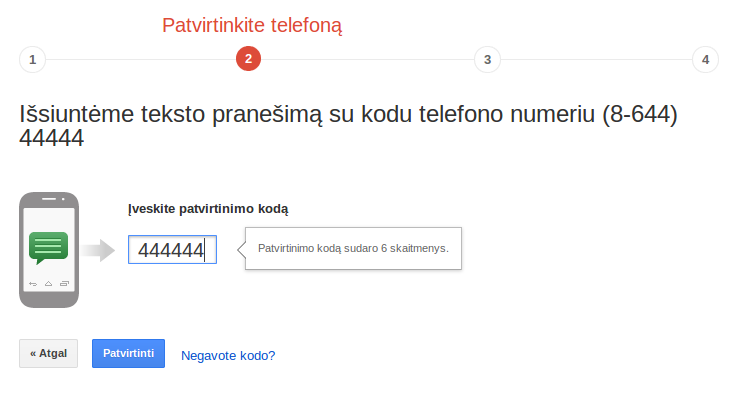 Patvirtinkite telefoną
1 2 3 4
Išsiuntėme teksto pranešimą su kodu telefono numeriu (8-644)
44444
Įveskite patvirtinimo kodą
444444
Patvirtinimo kodą sudaro 6 skaitmenys.
« Atgal Patvirtinti Negavote kodo?